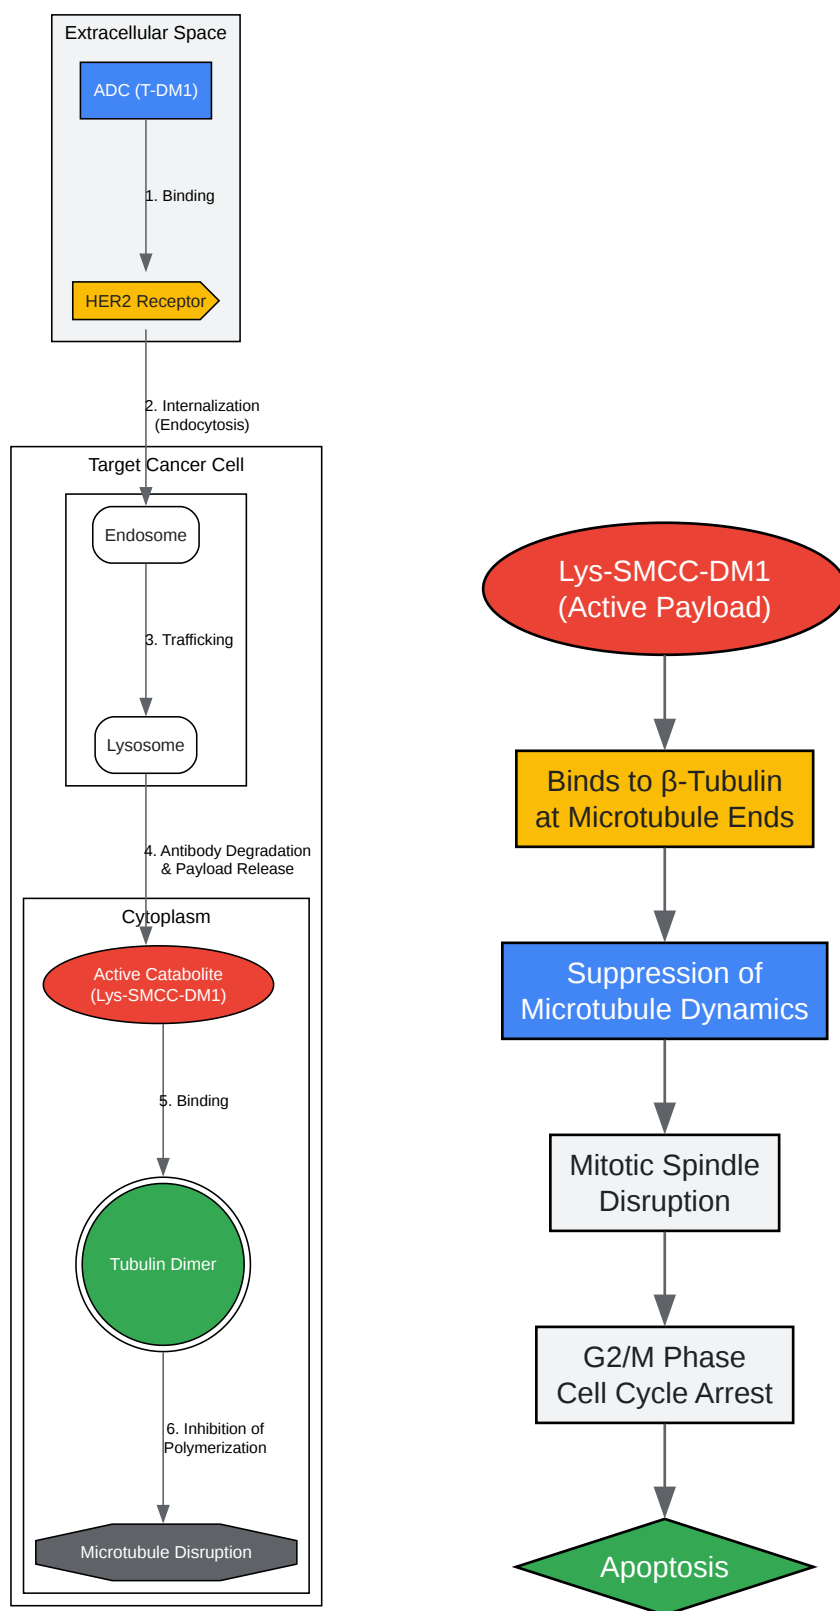 Extracellular Space
ADC (T-DM1)
1. Binding
HER2 Receptor
2. Internalization
(Endocytosis)
Target Cancer Cell
Endosome
3. Trafficking
Lysosome
4. Antibody Degradation
& Payload Release
Cytoplasm
Active Catabolite
(Lys-SMCC-DM1)
5. Binding
Tubulin Dimer
6. Inhibition of
Polymerization
Microtubule Disruption
Lys-SMCC-DM1
(Active Payload)
Binds to β-Tubulin
at Microtubule Ends
Suppression of
Microtubule Dynamics
Mitotic Spindle
Disruption
G2/M Phase
Cell Cycle Arrest
Apoptosis